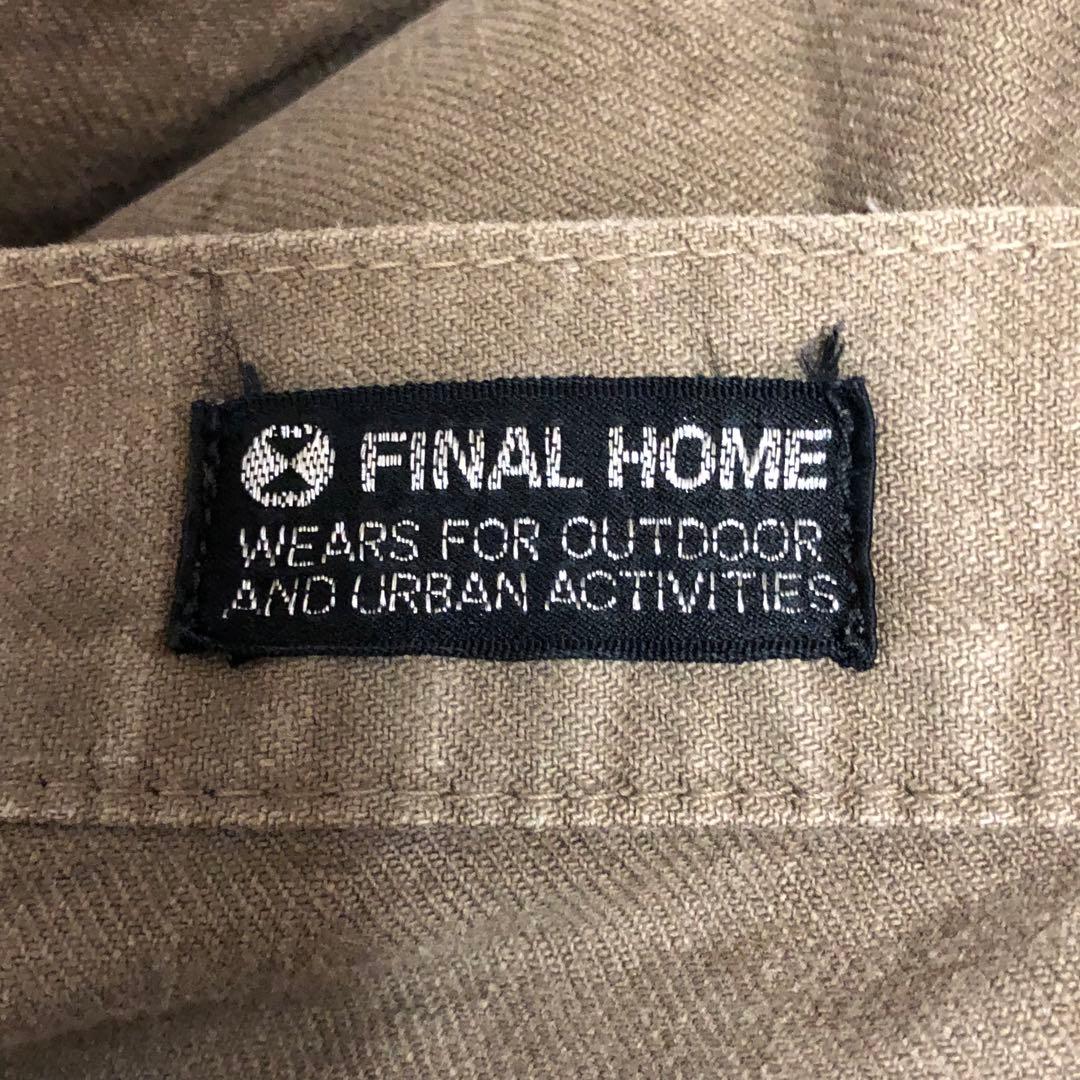 FINAL HOME
WEARS FOR OUTDOOR
AND URBAN ACTIVITIES